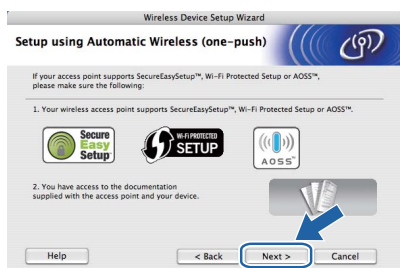 Wireless Device Setup Wizard
Setup using Automatic Wireless (one-push)
If your access point supports SecureEasySetup™, Wi-Fi Protected Setup or AOSS™,
please make sure the following:
1. Your wireless access point supports SecureEasySetup™, Wi-Fi Protected Setup or AOSS™.
Secure
Easy
Setup
Wi-Fi PROTECTED
SETUP
AOSS™
2. You have access to the documentation
supplied with the access point and your device.
Help
< Back
Next >
Cancel